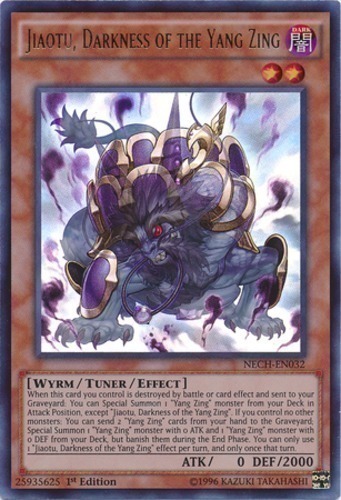 Jiaotu, Darkness of the Yang Zing
DARK
闇
NECH-EN032
[Wyrm / Tuner / Effect]
When this card you control is destroyed by battle or card effect and sent to your
Graveyard: You can Special Summon 1 "Yang Zing" monster from your Deck in
Attack Position, except "Jiaotu, Darkness of the Yang Zing". If you control no other
monsters: You can send 2 "Yang Zing" cards from your hand to the Graveyard;
Special Summon 1 "Yang Zing" monster with 0 ATK and 1 "Yang Zing" monster with
0 DEF from your Deck, but banish them during the End Phase. You can only use
1 "Jiaotu, Darkness of the Yang Zing" effect per turn, and only once that turn.
ATK/ 0 DEF/2000
25935625 1st Edition ©1996 KAZUKI TAKAHASHI